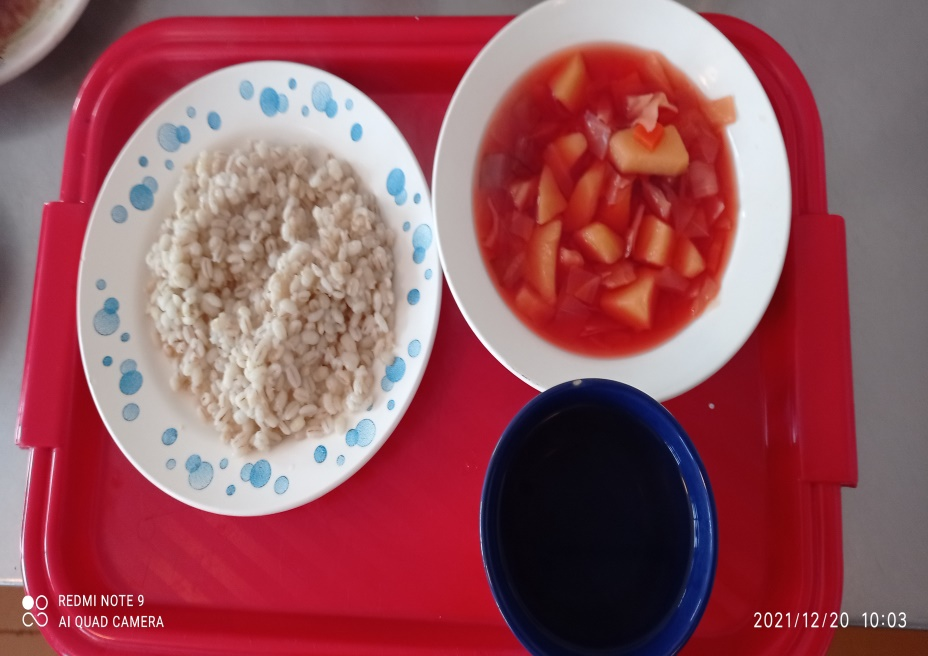 REDMI NOTE 9
AI QUAD CAMERA
2021/12/20 10:03